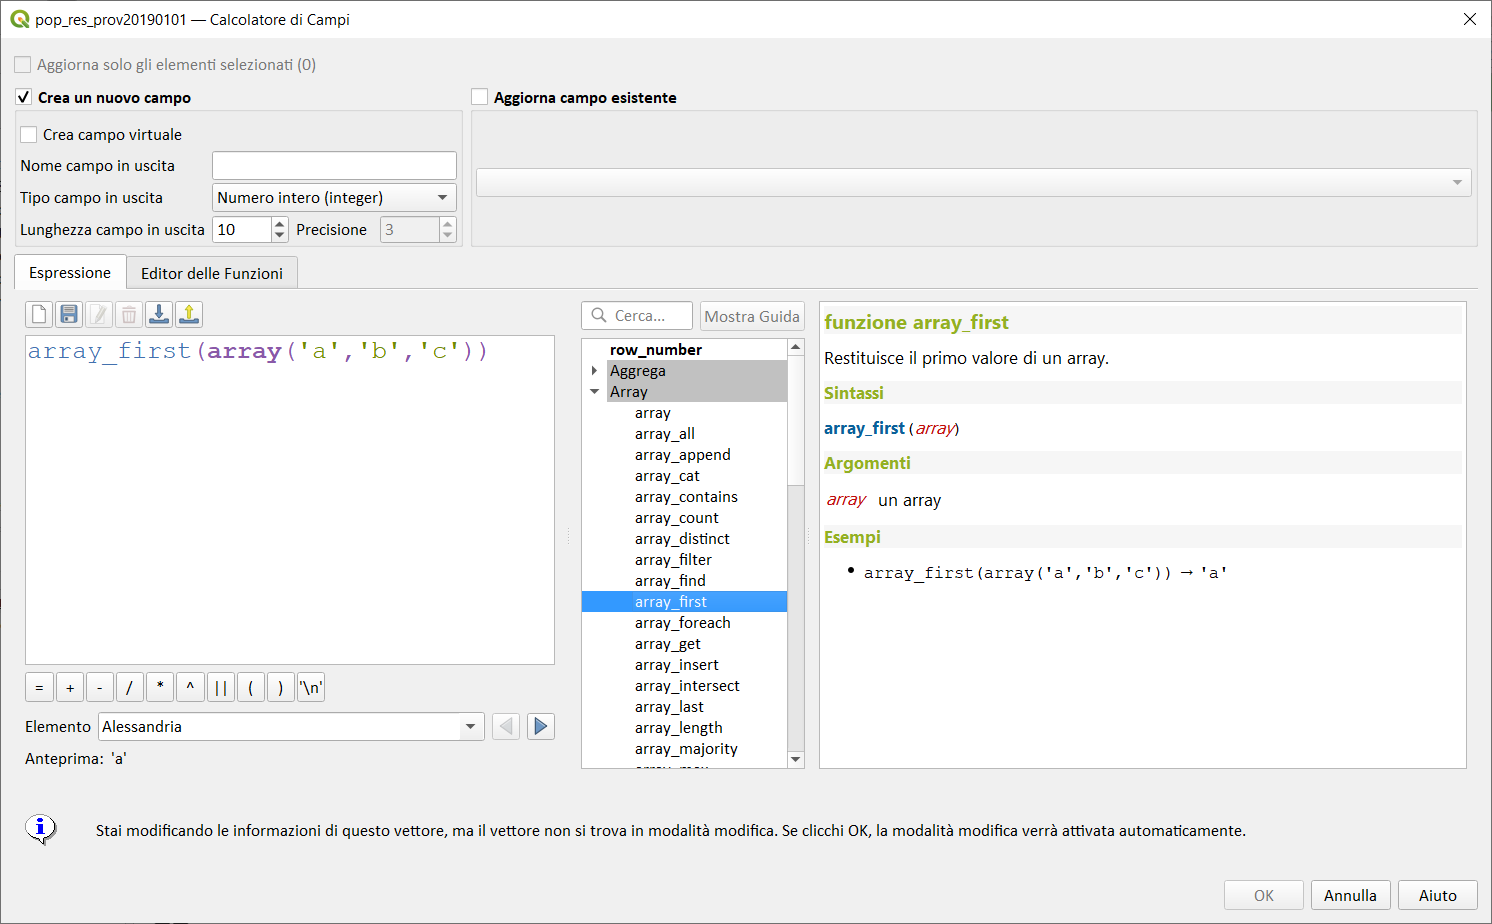 pop_res_prov20190101 — Calcolatore di Campi
Aggiorna solo gli elementi selezionati (0)
Crea un nuovo campo
Aggiorna campo esistente
Crea campo virtuale
Nome campo in uscita
Tipo campo in uscita Numero intero (integer)
Lunghezza campo in uscita 10 Precisione 3
Espressione Editor delle Funzioni
array_first(array('a','b','c'))
= + - / * ^ || ( ) '\n'
Elemento Alessandria
Anteprima: 'a'
Cerca... Mostra Guida
row_number
Aggrega
Array
array
array_all
array_append
array_cat
array_contains
array_count
array_distinct
array_filter
array_find
array_first
array_foreach
array_get
array_insert
array_intersect
array_last
array_length
array_majority
funzione array_first
Restituisce il primo valore di un array.
Sintassi
array_first(array)
Argomenti
array un array
Esempi
• array_first(array('a','b','c')) → 'a'
Stai modificando le informazioni di questo vettore, ma il vettore non si trova in modalità modifica. Se clicchi OK, la modalità modifica verrà attivata automaticamente.
OK Annulla Aiuto